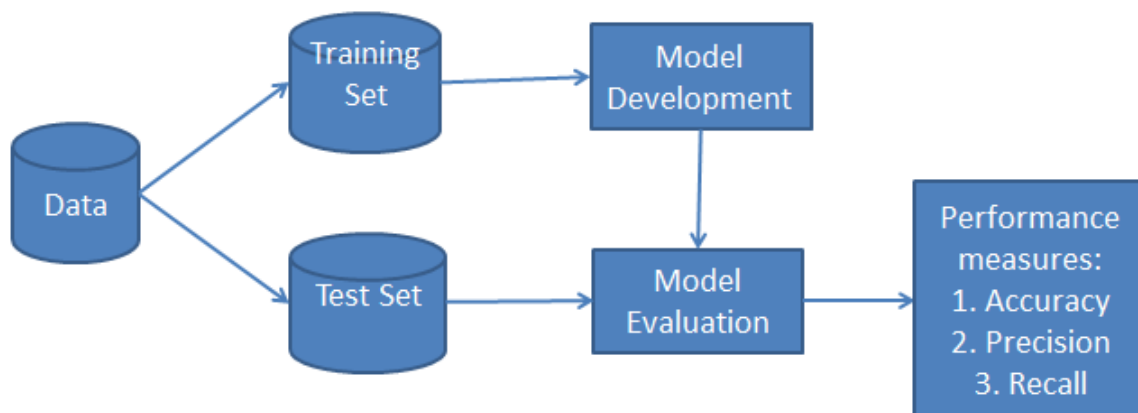 Training
Set
Model
Development
Data
Test Set
Model
Evaluation
Performance
measures:
1. Accuracy
2. Precision
3. Recall